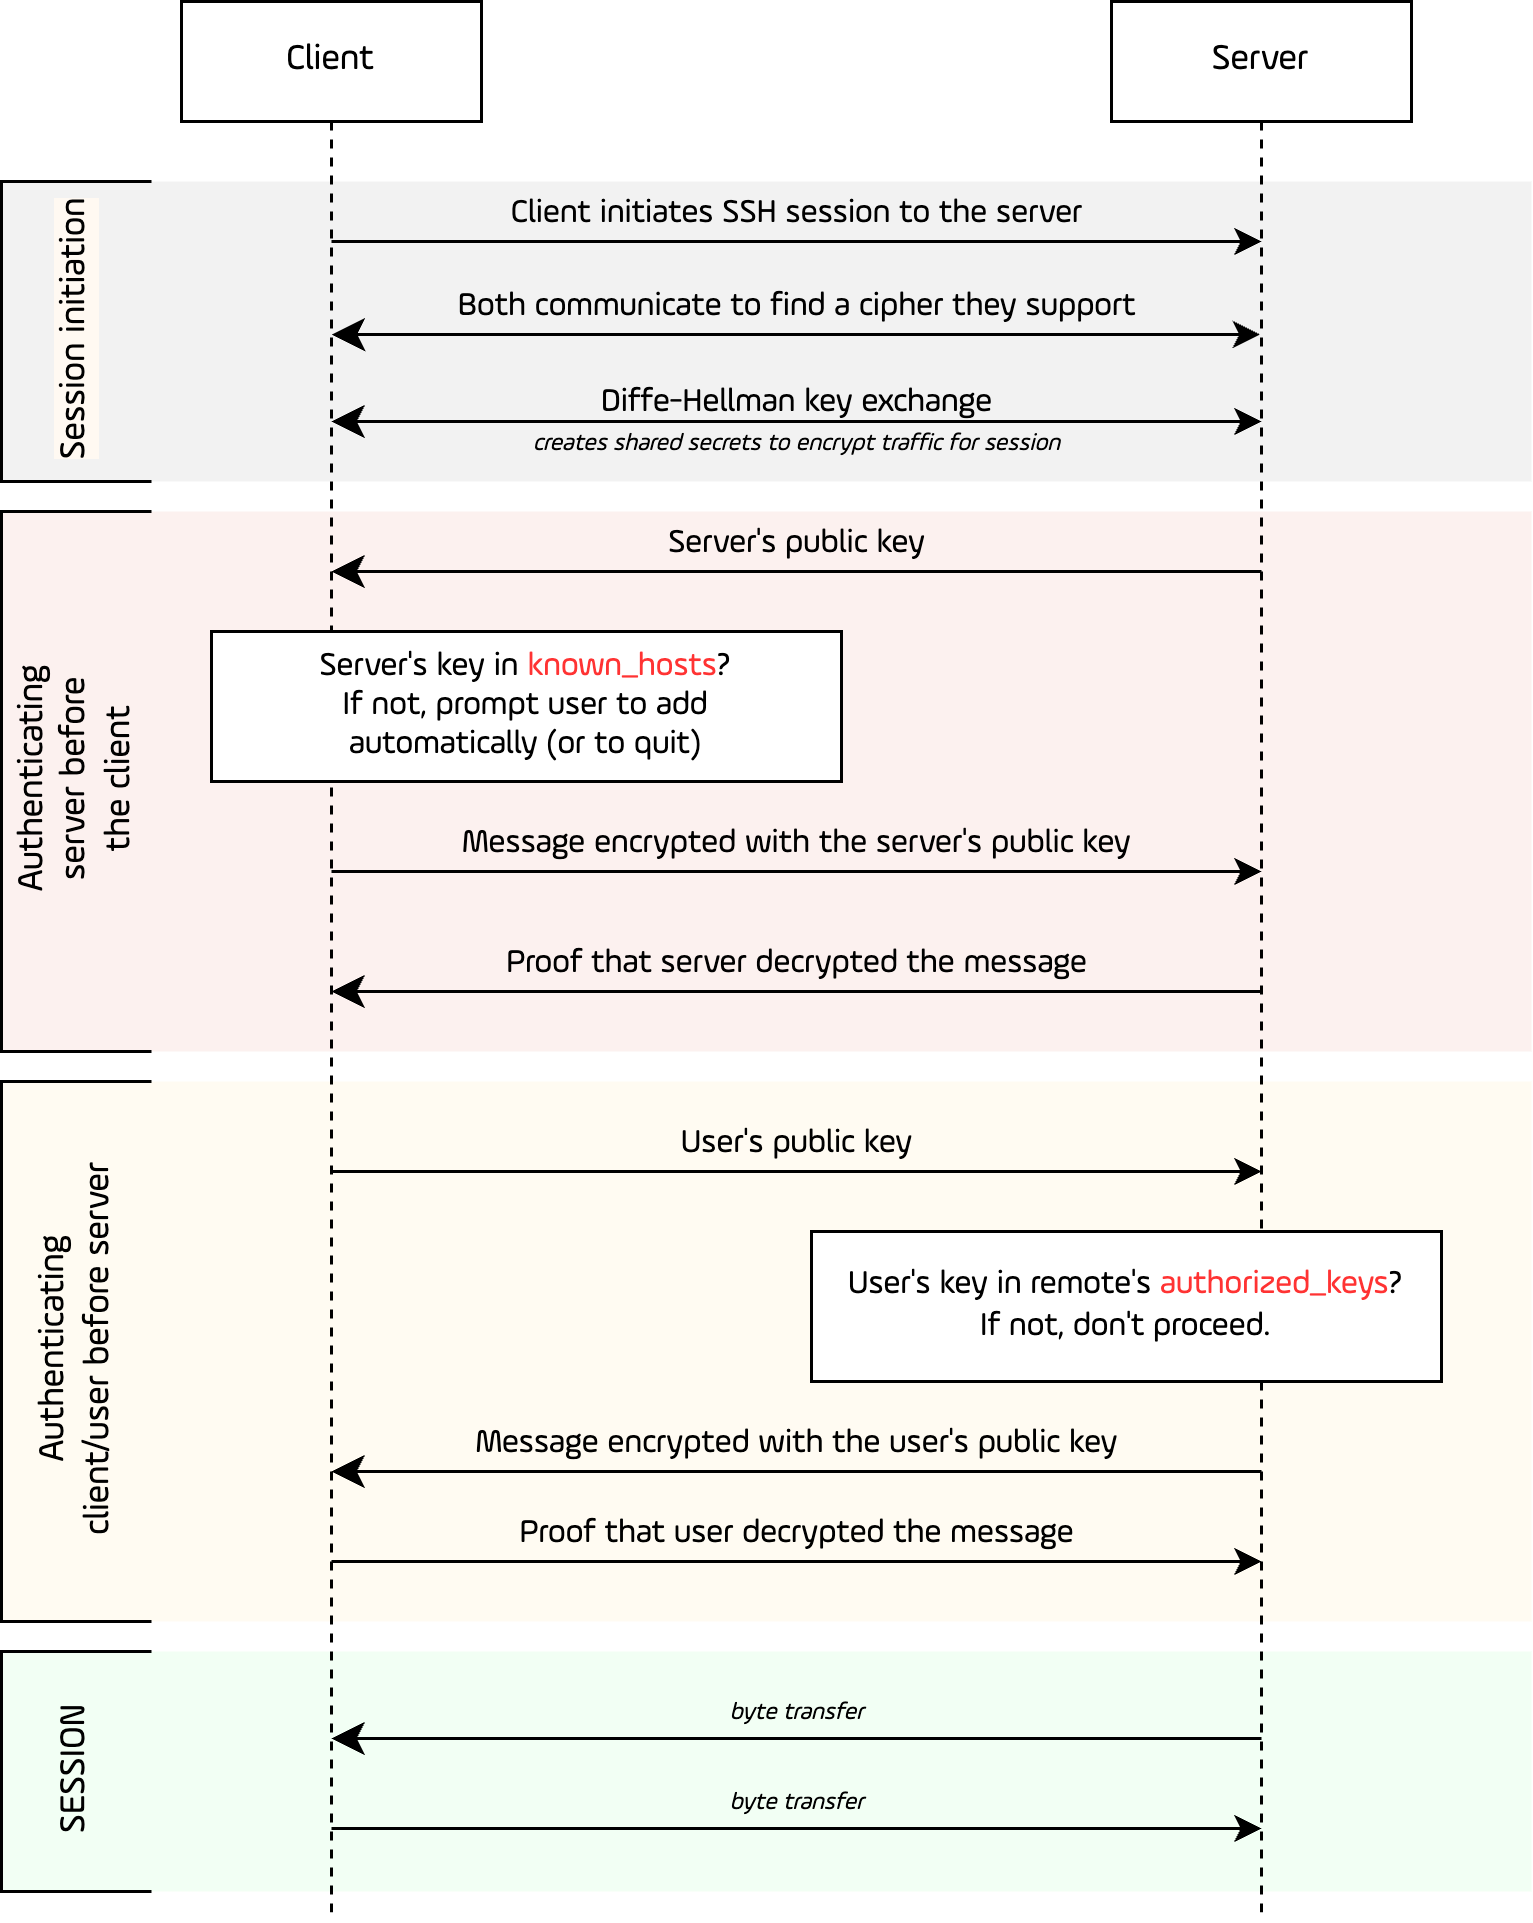 Client
Server
Session initiation
Client initiates SSH session to the server
Both communicate to find a cipher they support
Diffe-Hellman key exchange
creates shared secrets to encrypt traffic for session
Authenticating
server before
the client
Server's public key
Server's key in known_hosts?
If not, prompt user to add
automatically (or to quit)
Message encrypted with the server's public key
Proof that server decrypted the message
Authenticating
client/user before server
User's public key
User's key in remote's authorized_keys?
If not, don't proceed.
Message encrypted with the user's public key
Proof that user decrypted the message
SESSION
byte transfer
byte transfer